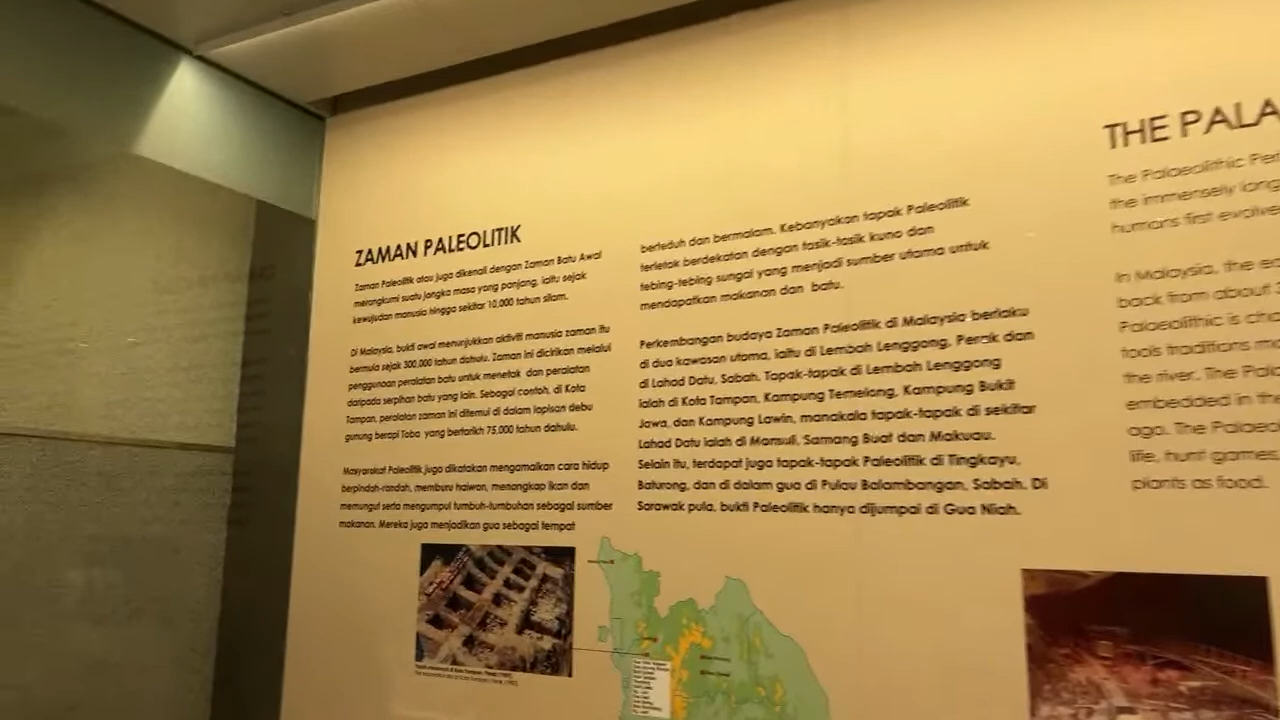 ZAMAN PALEOLITIK
Zaman Paleolitik atau juga dikenali dengan Zaman Batu Awal
merangkumi suatu jangka masa yang panjang, iaitu sejak
kewujudan manusia hingga sekitar 10,000 tahun silam.
Di Malaysia, bukti awal menunjukkan aktiviti manusia zaman itu
bermula sejak 300,000 tahun dahulu. Zaman ini dicirikan melalui
penggunaan peralatan batu untuk menetak dan peralatan
daripada serpihan batu yang lain. Sebagai contoh, di Kota
Tampan, peralatan zaman ini ditemui di dalam lapisan debu
gunung berapi Toba yang bertarikh 75,000 tahun dahulu.
Masyarakat Paleolitik juga dikatakan mengamalkan cara hidup
berpindah-randah, memburu haiwan, menangkap ikan dan
memungut serta mengumpul tumbuh-tumbuhan sebagai sumber
makanan. Mereka juga menjadikan gua sebagai tempat
berteduh dan bermalam. Kebanyakan tapak Paleolitik
terletak berdekatan dengan tasik-tasik kuno dan
tebing-tebing sungai yang menjadi sumber utama untuk
mendapatkan makanan dan batu.
Perkembangan budaya Zaman Paleolitik di Malaysia berlaku
di dua kawasan utama, iaitu di Lembah Lenggong, Perak dan
di Lahad Datu, Sabah. Tapak-tapak di Lembah Lenggong
ialah di Kota Tampan, Kampung Temelong, Kampung Bukit
Jawa, dan Kampung Lawin, manakala tapak-tapak di sekitar
Lahad Datu ialah di Mansuli, Samang Buat dan Makuau.
Selain itu, terdapat juga tapak-tapak Paleolitik di Tingkayu,
Baturong, dan di dalam gua di Pulau Balambangan, Sabah. Di
Sarawak pula, bukti Paleolitik hanya dijumpai di Gua Niah.
THE PALA
The Palaeolithic Per
the immensely long
humans first evolve
In Malaysia, the ea
back from about
Palaeolithic is cha
tools traditions ma
the river. The Pala
embedded in the
ago. The Palaeo
life, hunt games,
plants as food.